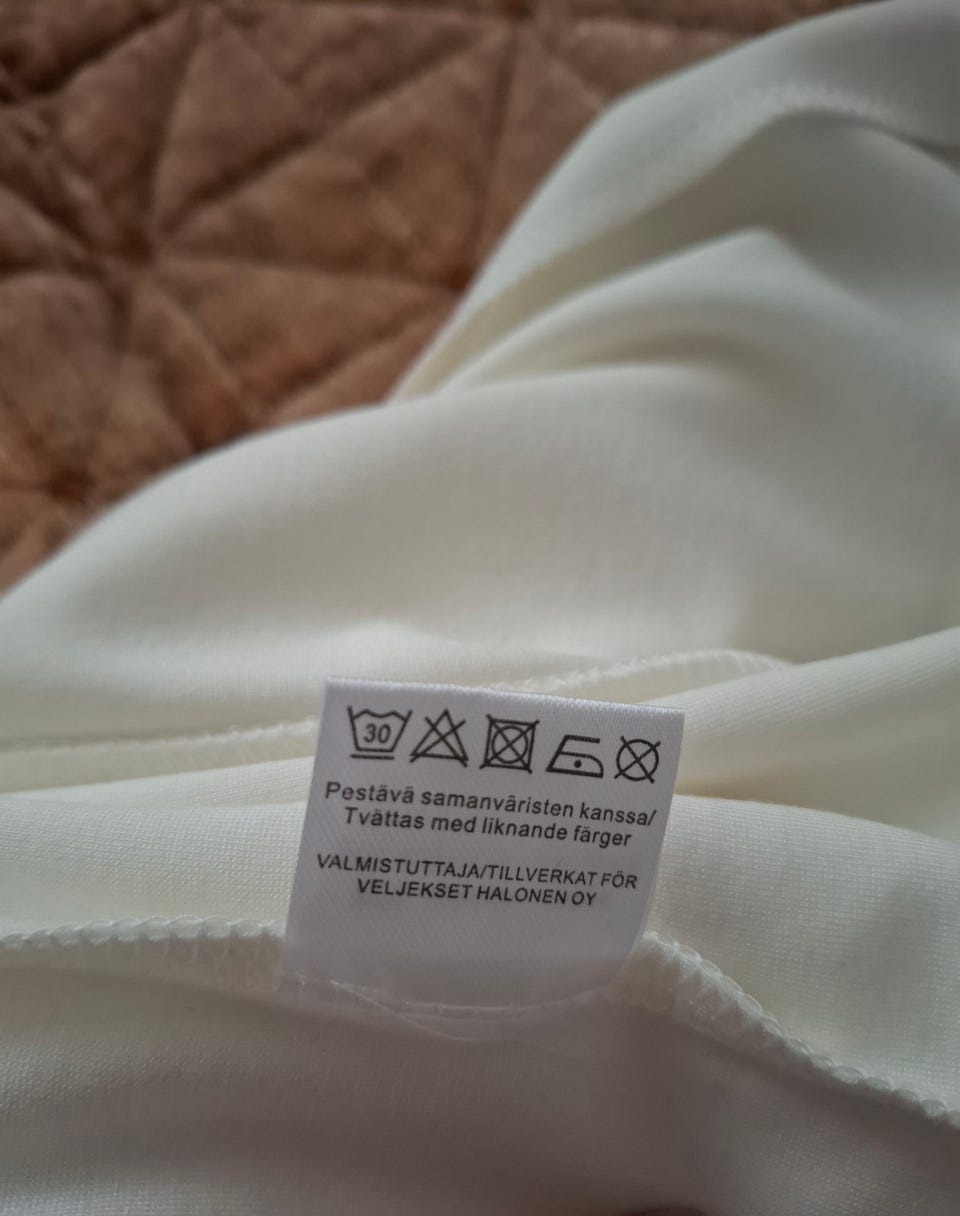 30
Pestävä samanväristen kanssa/
Tvättas med liknande färger
VALMISTUTTAJA/TILLVERKAT FÖR
VELJEKSET HALONEN OY